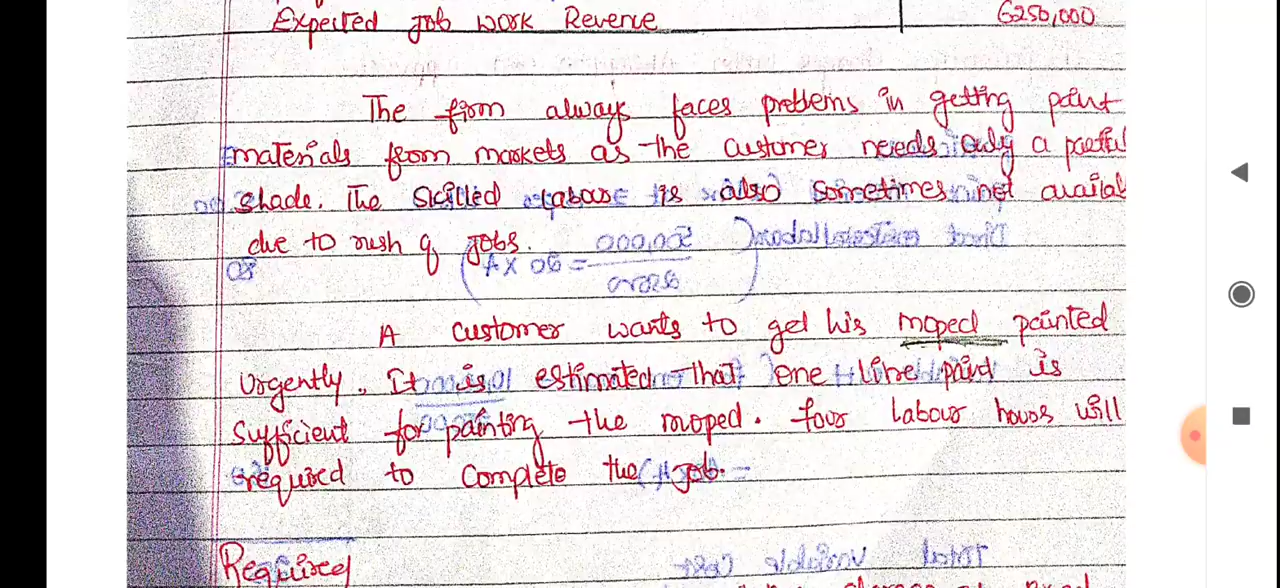 Expected Job work Revenue 6250,000
The firm always faces problems in getting paint
materials from markets as the customer needs only a
shade. The skilled labour is also sometimes not availab
due to rush of jobs.
A customer wants to get his moped painted
urgently. It is estimated that one litre paint is
sufficient for painting the moped. four labour hours will
required to complete the job.
Required